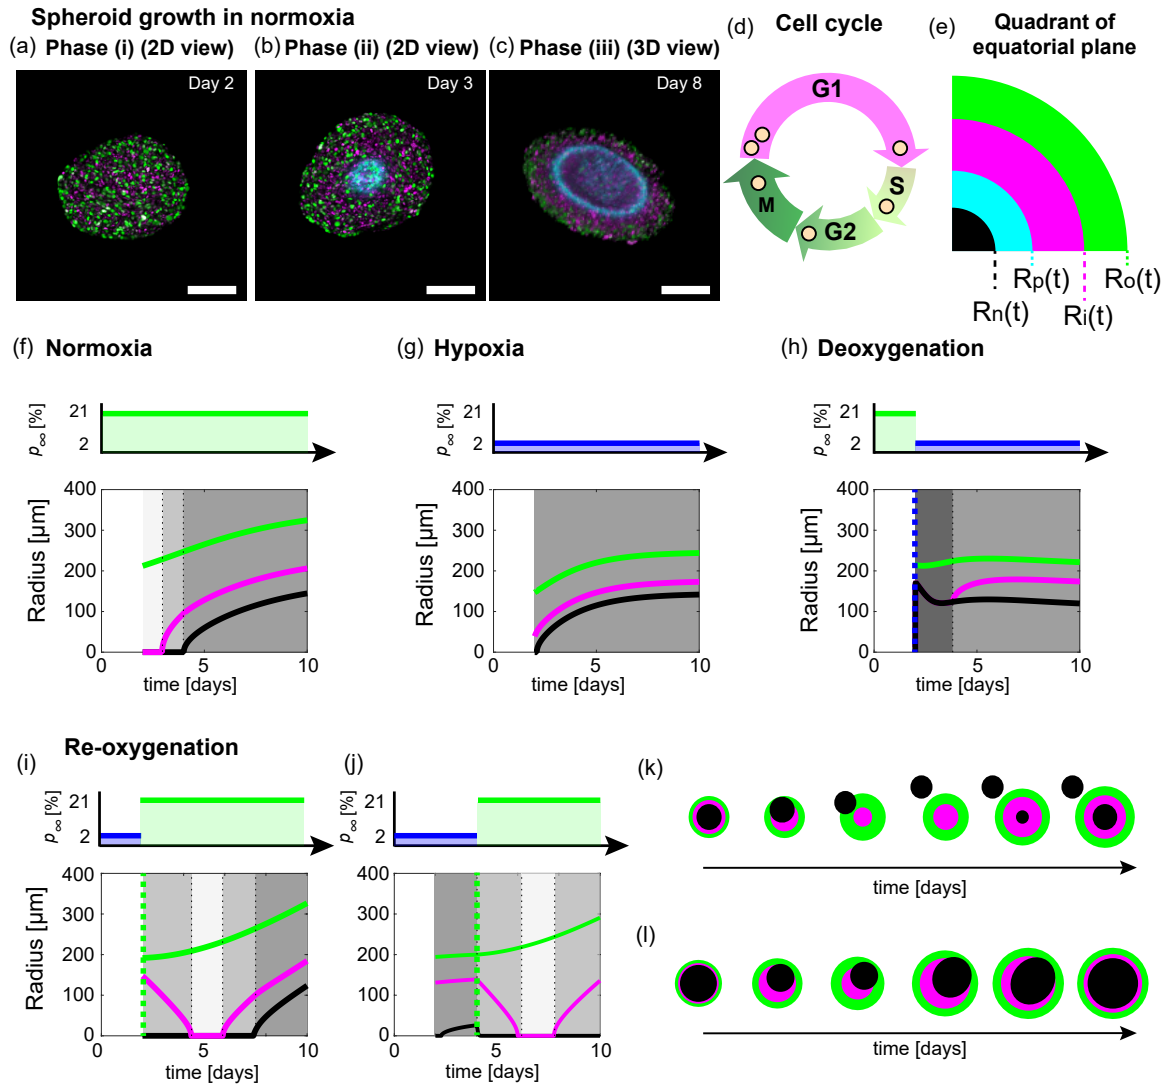 Spheroid growth in normoxia
(a) Phase (i) (2D view)
Day 2
(b) Phase (ii) (2D view)
Day 3
(c) Phase (iii) (3D view)
Day 8
(d) Cell cycle
G1
S
G2
M
(e) Quadrant of
equatorial plane
Rp(t) Ro(t)
Rn(t) Ri(t)
(f) Normoxia
p∞ [%]
21
2
Radius [µm]
400
300
200
100
0
0 5 10
time [days]
(g) Hypoxia
p∞ [%]
21
2
Radius [µm]
400
300
200
100
0
0 5 10
time [days]
(h) Deoxygenation
p∞ [%]
21
2
Radius [µm]
400
300
200
100
0
0 5 10
time [days]
Re-oxygenation
(i)
p∞ [%]
21
2
Radius [µm]
400
300
200
100
0
0 5 10
time [days]
(j)
p∞ [%]
21
2
400
300
200
100
0
0 5 10
time [days]
(k)
time [days]
(l)
time [days]